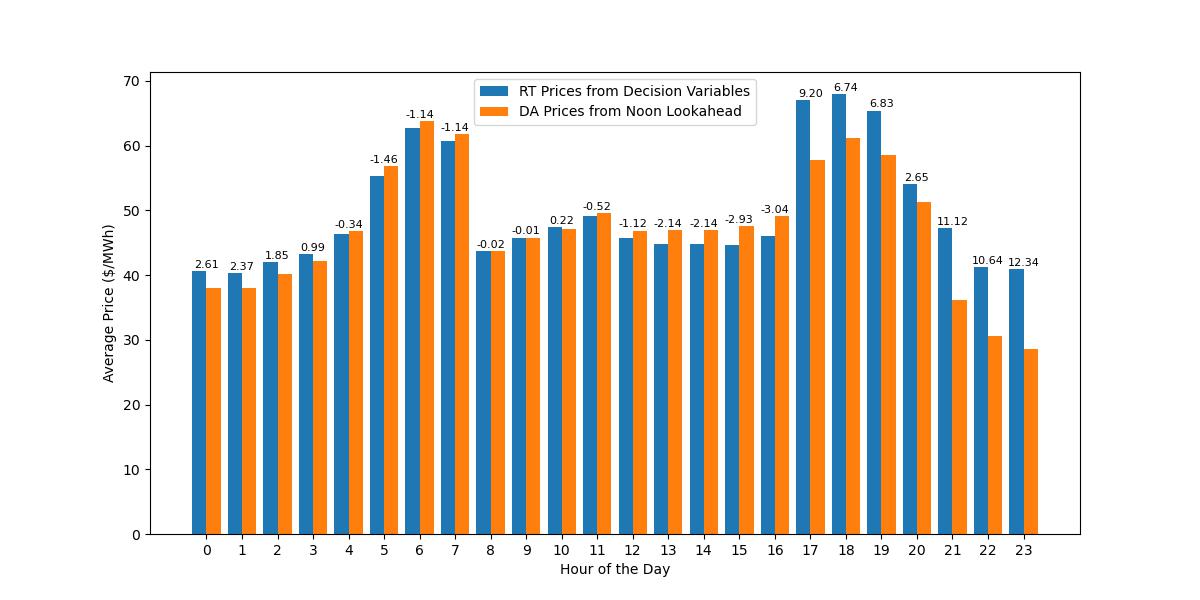 RT Prices from Decision Variables
DA Prices from Noon Lookahead
Average Price ($/MWh)
70
60
50
40
30
20
10
0
2.61 2.37 1.85 0.99 -0.34 -1.46 -1.14 -1.14 -0.02 -0.01 0.22 -0.52 -1.12 -2.14 -2.14 -2.93 -3.04 9.20 6.74 6.83 2.65 11.12 10.64 12.34
0 1 2 3 4 5 6 7 8 9 10 11 12 13 14 15 16 17 18 19 20 21 22 23
Hour of the Day